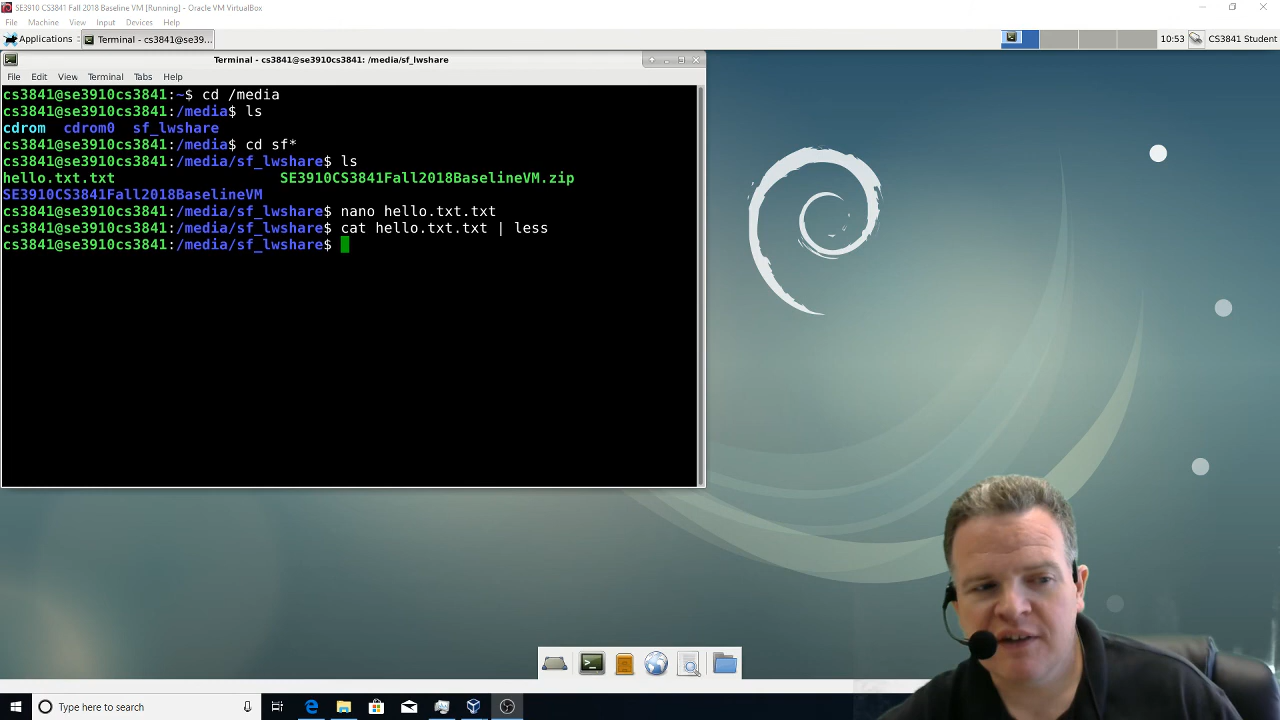 SE3910 CS3841 Fall 2018 Baseline VM [Running] - Oracle VM VirtualBox
File Machine View Input Devices Help
Applications Terminal - cs3841@se39... 10:53 CS3841 Student
Terminal - cs3841@se3910cs3841: /media/sf_lwshare
File Edit View Terminal Tabs Help
cs3841@se3910cs3841:~$ cd /media
cs3841@se3910cs3841:/media$ ls
cdrom cdrom0 sf_lwshare
cs3841@se3910cs3841:/media$ cd sf*
cs3841@se3910cs3841:/media/sf_lwshare$ ls
hello.txt.txt SE3910CS3841Fall2018BaselineVM.zip
SE3910CS3841Fall2018BaselineVM
cs3841@se3910cs3841:/media/sf_lwshare$ nano hello.txt.txt
cs3841@se3910cs3841:/media/sf_lwshare$ cat hello.txt.txt | less
cs3841@se3910cs3841:/media/sf_lwshare$
Type here to search